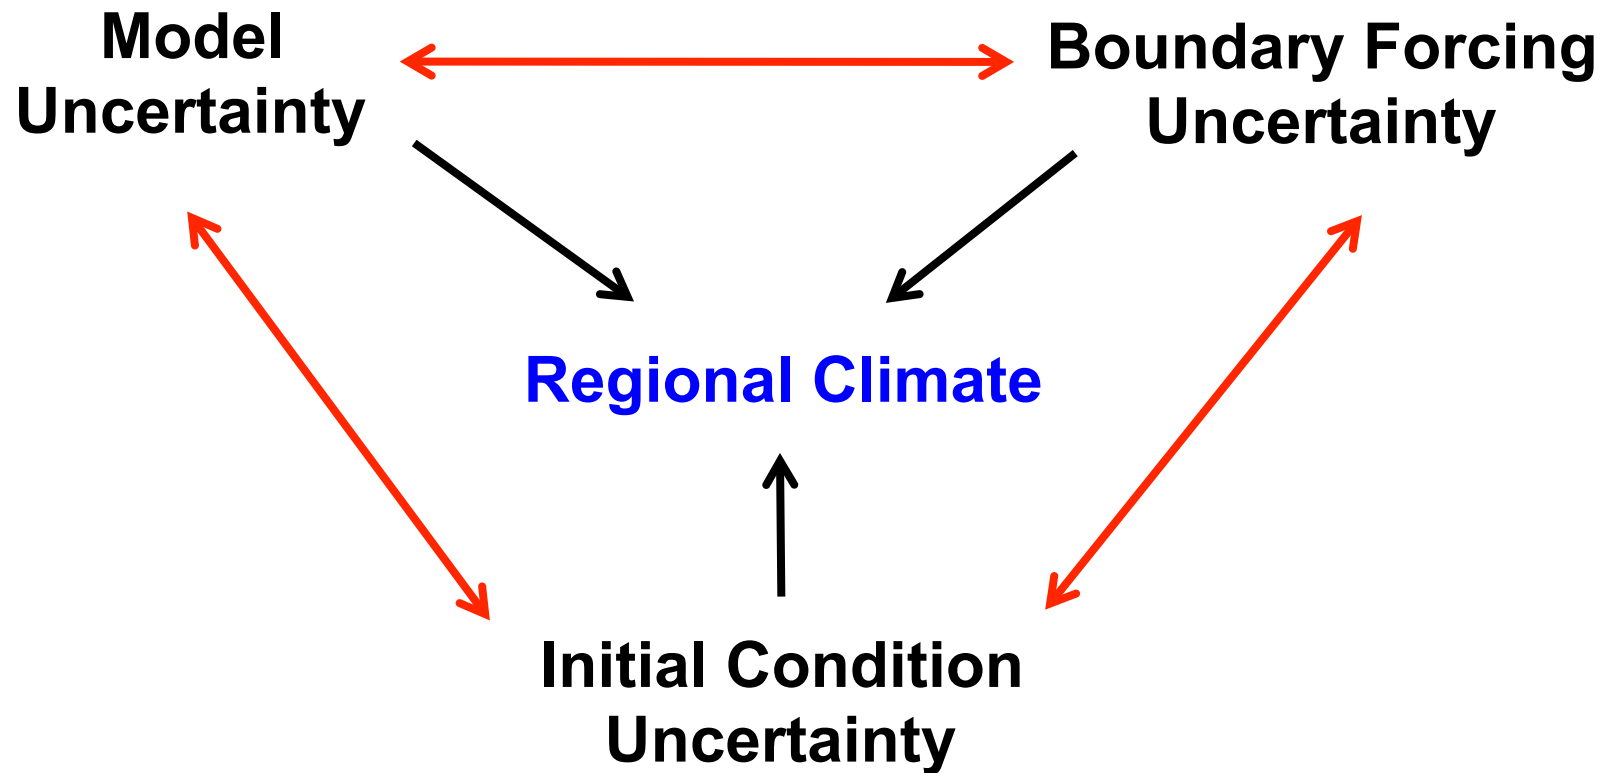 Model
Uncertainty
Boundary Forcing
Uncertainty
Regional Climate
Initial Condition
Uncertainty